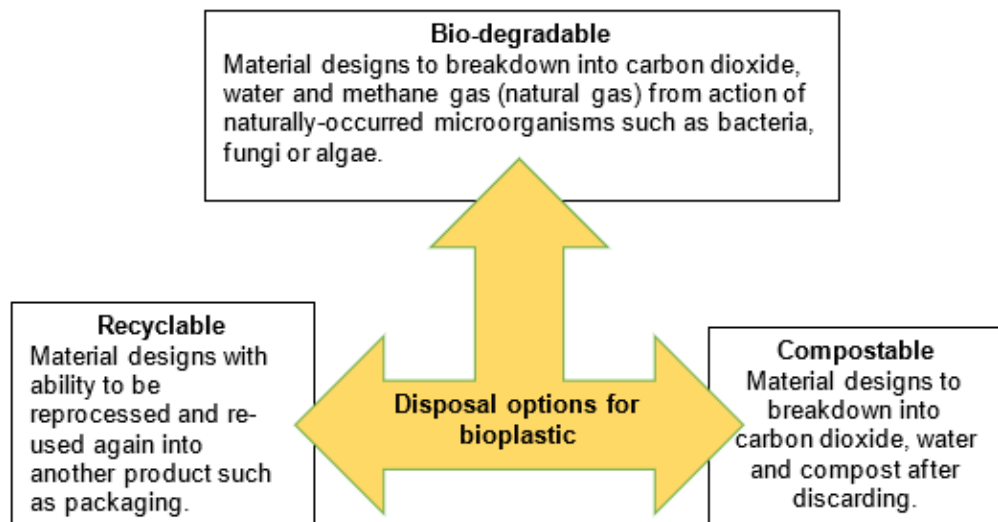 Bio-degradable
Material designs to breakdown into carbon dioxide,
water and methane gas (natural gas) from action of
naturally-occurred microorganisms such as bacteria,
fungi or algae.
Recyclable
Material designs with
ability to be
reprocessed and re-
used again into
another product such
as packaging.
Disposal options for
bioplastic
Compostable
Material designs to
breakdown into
carbon dioxide, water
and compost after
discarding.